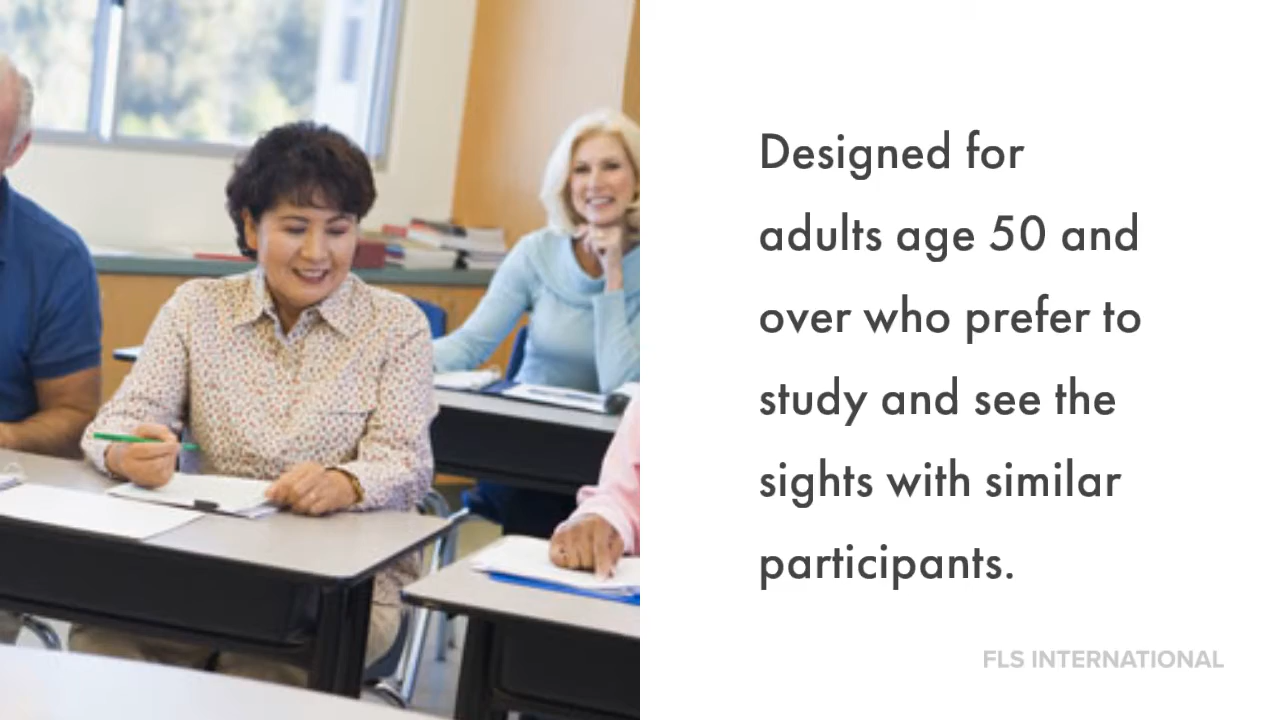 Designed for
adults age 50 and
over who prefer to
study and see the
sights with similar
participants.
FLS INTERNATIONAL